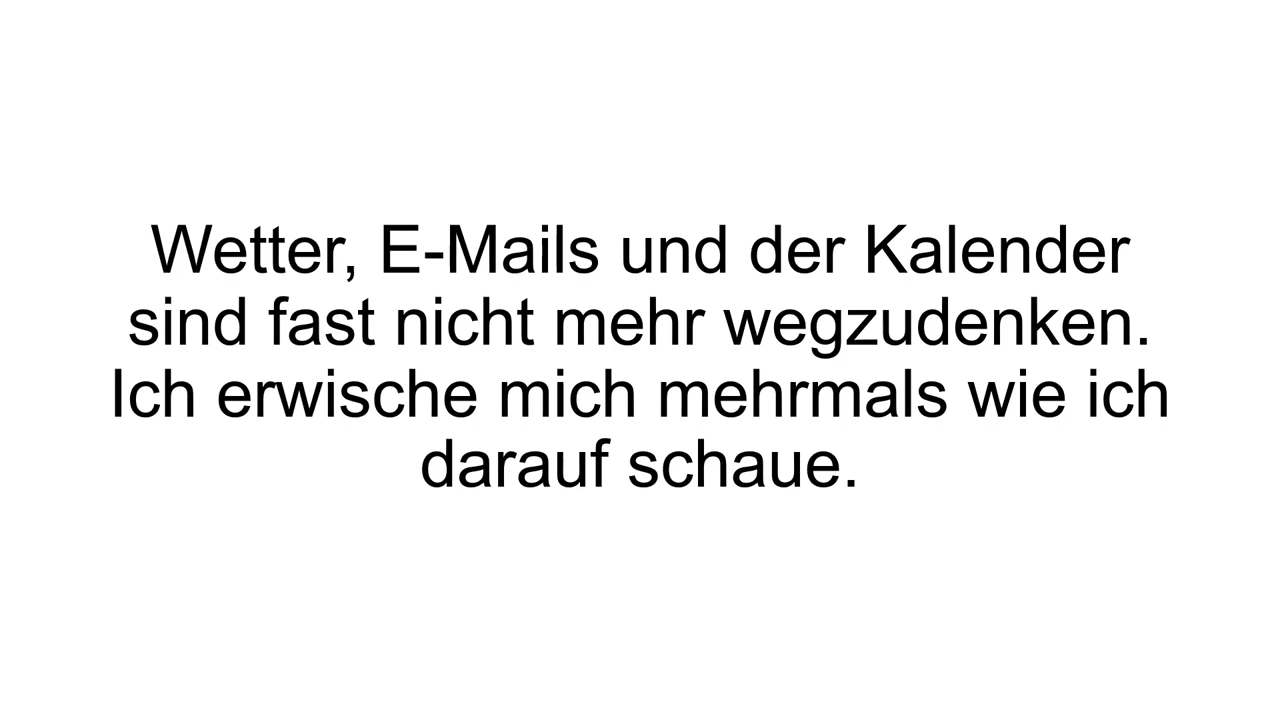 Wetter, E-Mails und der Kalender
sind fast nicht mehr wegzudenken.
Ich erwische mich mehrmals wie ich
darauf schaue.